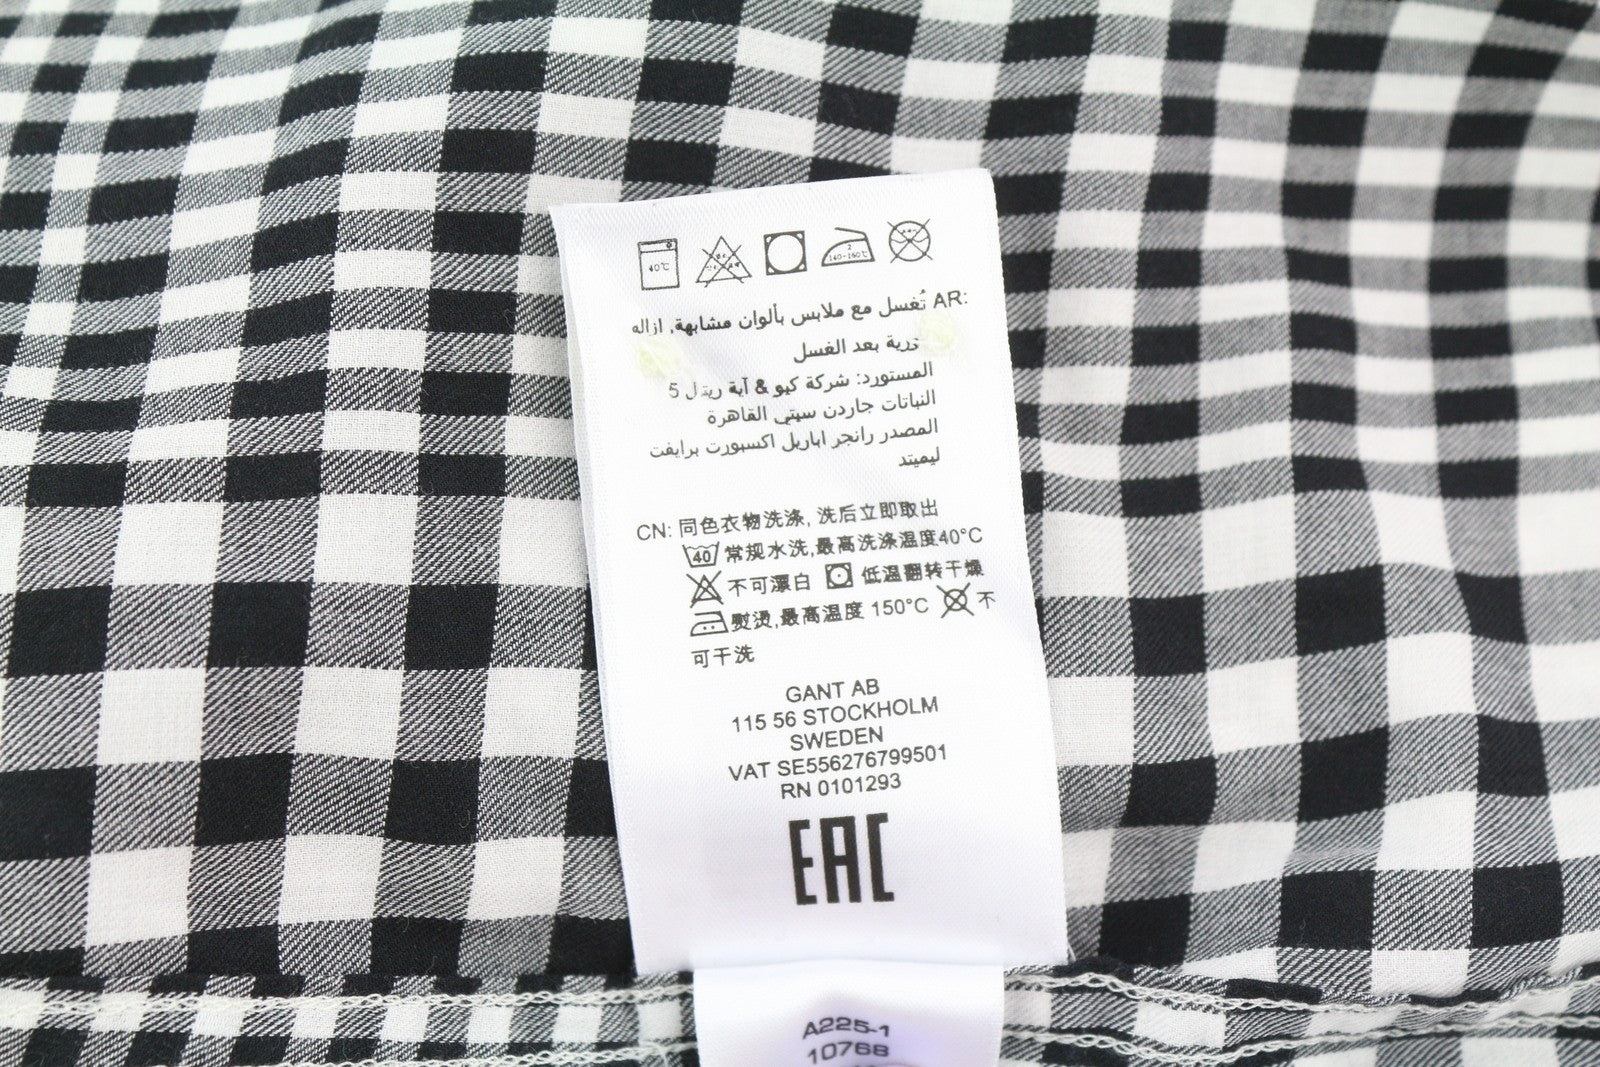 40℃
2
140-160℃
AR: تُغسل مع ملابس بألوان مشابهة, ازاله
بعد الغسل
المستورد: شركة كيو & آية ريتل 5
النباتات جاردن سيتي القاهرة
المصدر رانجر اباريل اكسبورت برايفت
ليميتد
CN: 同色衣物洗涤, 洗后立即取出
40 常规水洗,最高洗涤温度40°C
不可漂白 低温翻转干燥
熨烫,最高温度 150°C 不
可干洗
GANT AB
115 56 STOCKHOLM
SWEDEN
VAT SE556276799501
RN 0101293
EAC
A225-1
10768